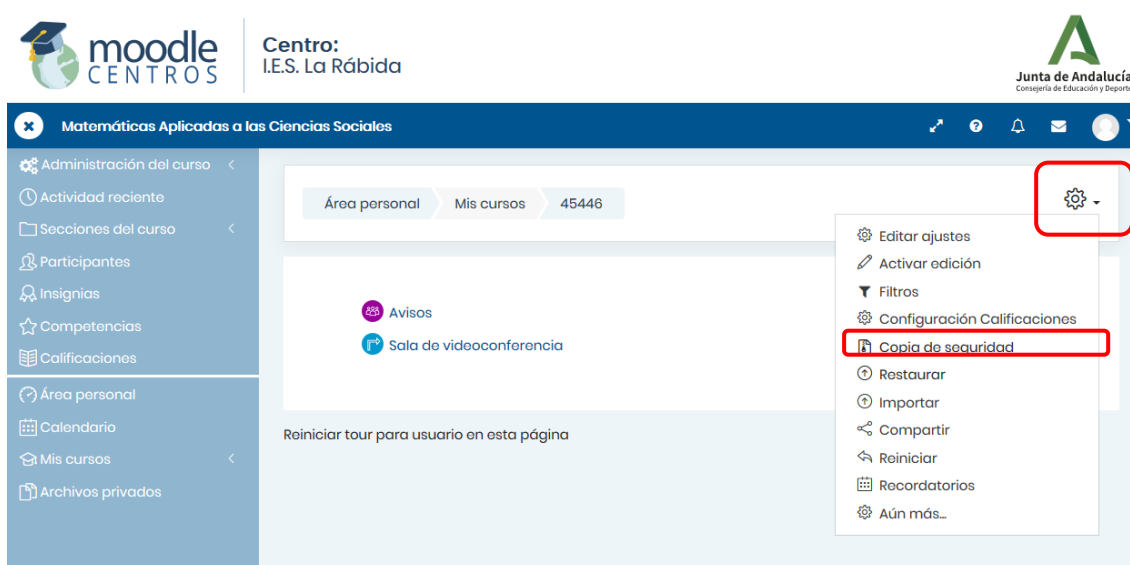 moodle
CENTROS
Centro:
I.E.S. La Rábida
Junta de Andalucía
Consejería de Educación y Deporte
Matemáticas Aplicadas a las Ciencias Sociales
Administración del curso
Actividad reciente
Secciones del curso
Participantes
Insignias
Competencias
Calificaciones
Área personal
Calendario
Mis cursos
Archivos privados
Área personal
Mis cursos
45446
Avisos
Sala de videoconferencia
Reiniciar tour para usuario en esta página
Editar ajustes
Activar edición
Filtros
Configuración Calificaciones
Copia de seguridad
Restaurar
Importar
Compartir
Reiniciar
Recordatorios
Aún más...